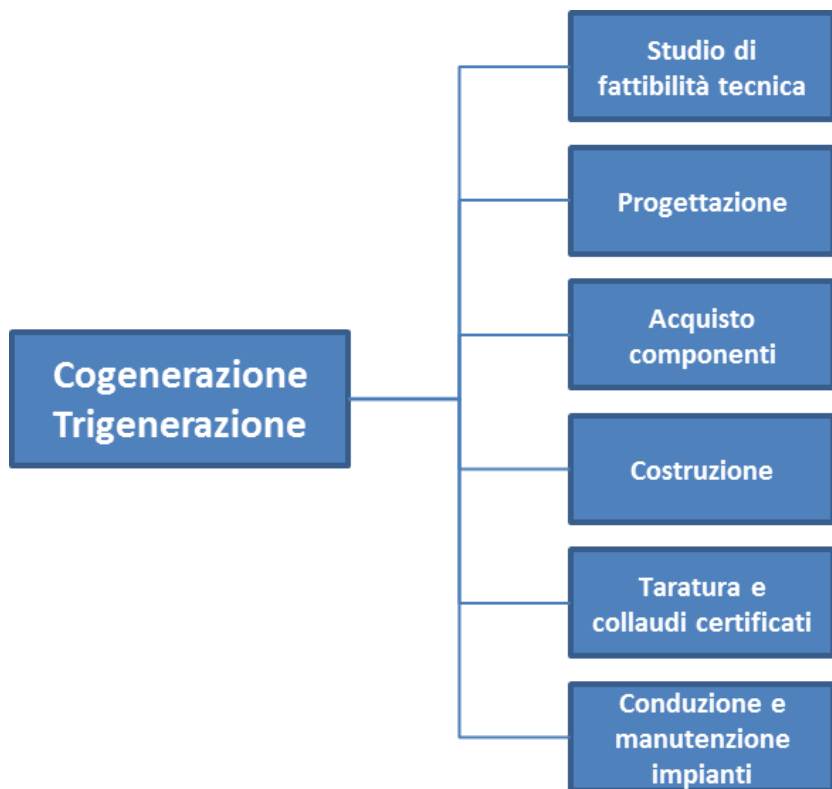 Studio di
fattibilità tecnica
Progettazione
Acquisto
componenti
Cogenerazione
Trigenerazione
Costruzione
Taratura e
collaudi certificati
Conduzione e
manutenzione
impianti